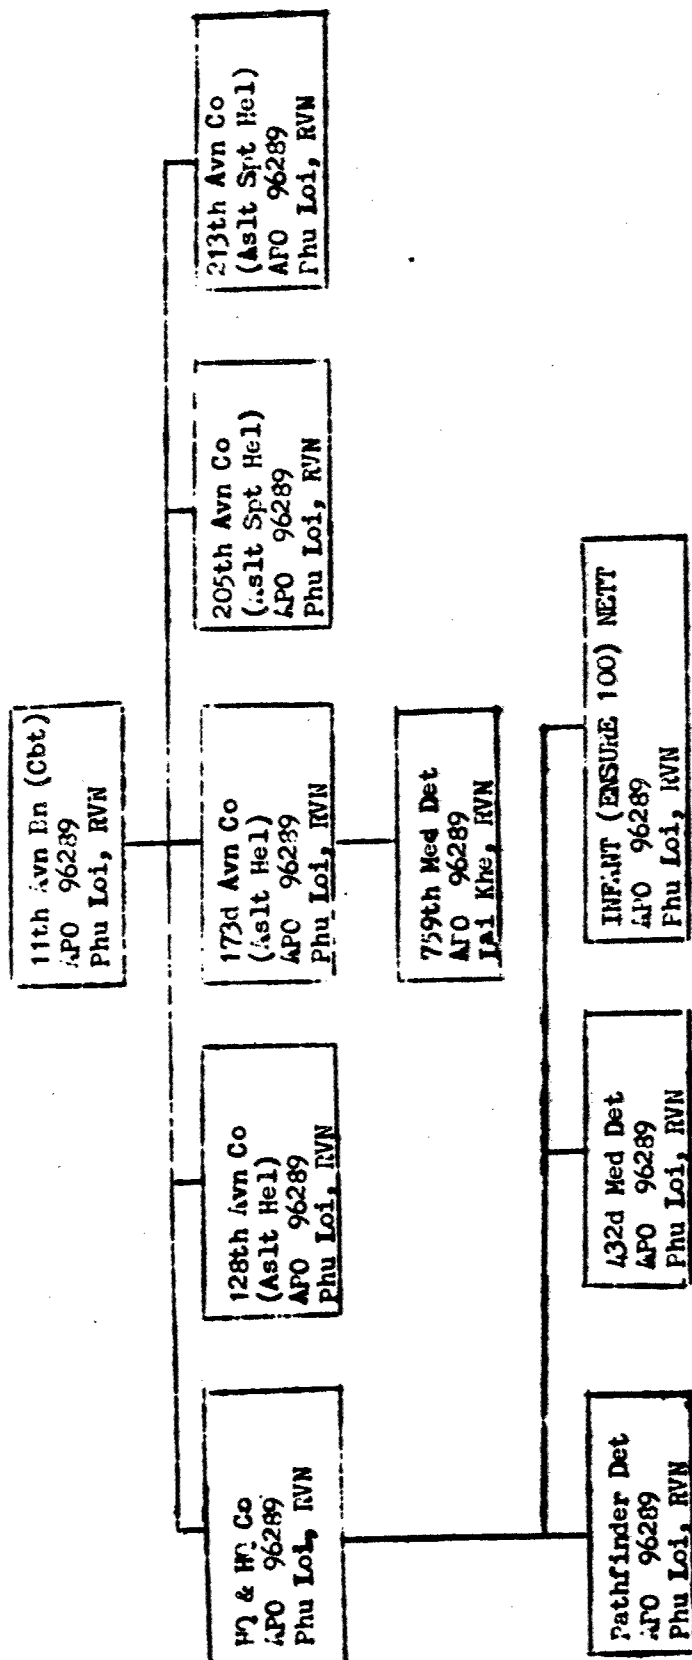 11th Avn Bn (Cbt)
APO 96289
Phu Loi, RVN
HQ & HQ Co
APO 96289
Phu Loi, RVN
128th Avn Co
(Aslt Hel)
APO 96289
Phu Loi, RVN
173d Avn Co
(Aslt Hel)
APO 96289
Phu Loi, RVN
205th Avn Co
(Aslt Spt Hel)
APO 96289
Phu Loi, RVN
213th Avn Co
(Aslt Spt Hel)
APO 96289
Phu Loi, RVN
759th Med Det
APO 96289
Lai Khe, RVN
Pathfinder Det
APO 96289
Phu Loi, RVN
432d Med Det
APO 96289
Phu Loi, RVN
INFANT (ENSURE 100) NETT
APO 96289
Phu Loi, RVN